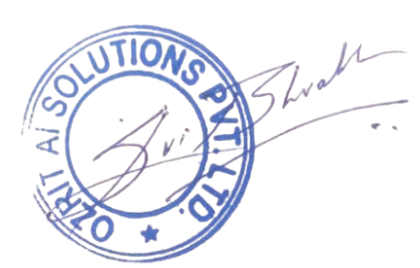 OZRIT AI SOLUTIONS PVT. LTD.